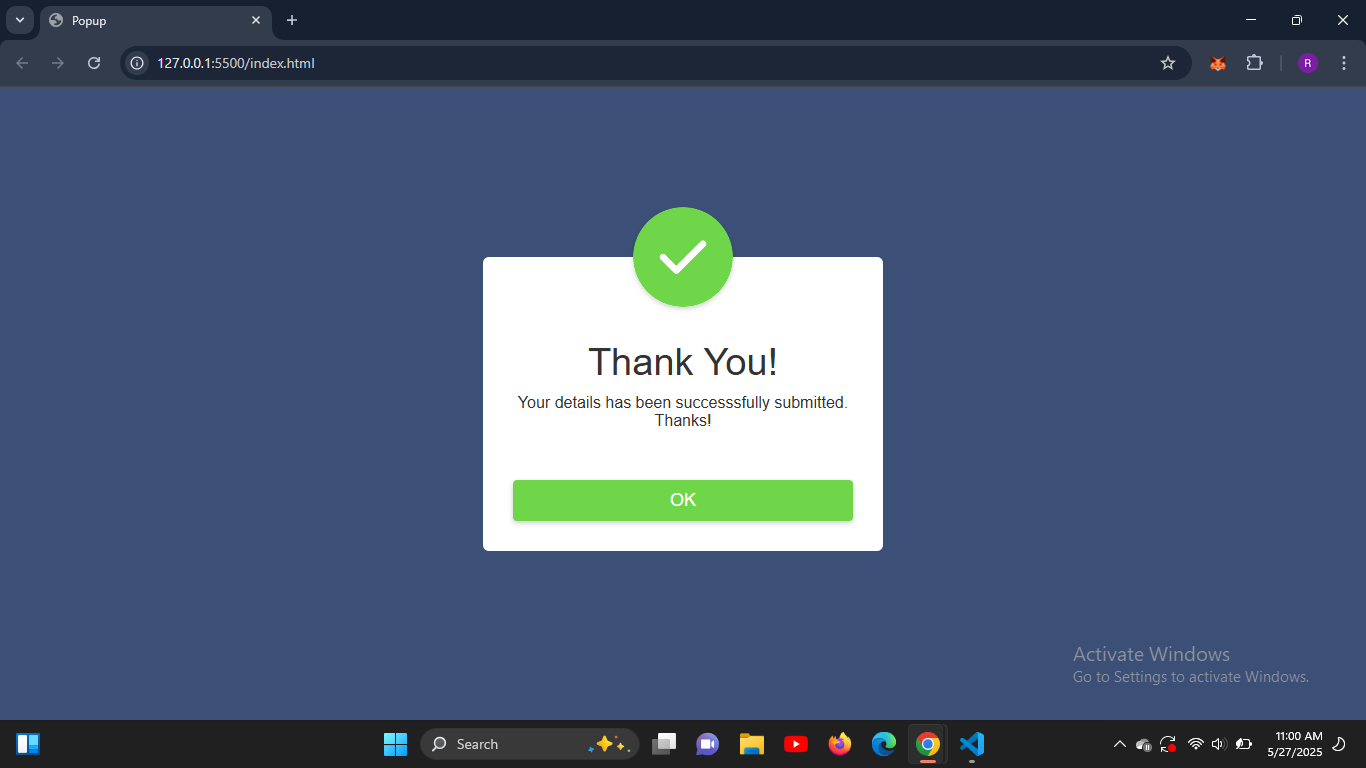 Popup
127.0.0.1:5500/index.html
R
Thank You!
Your details has been successsfully submitted.
Thanks!
OK
Activate Windows
Go to Settings to activate Windows.
Search
11:00 AM
5/27/2025